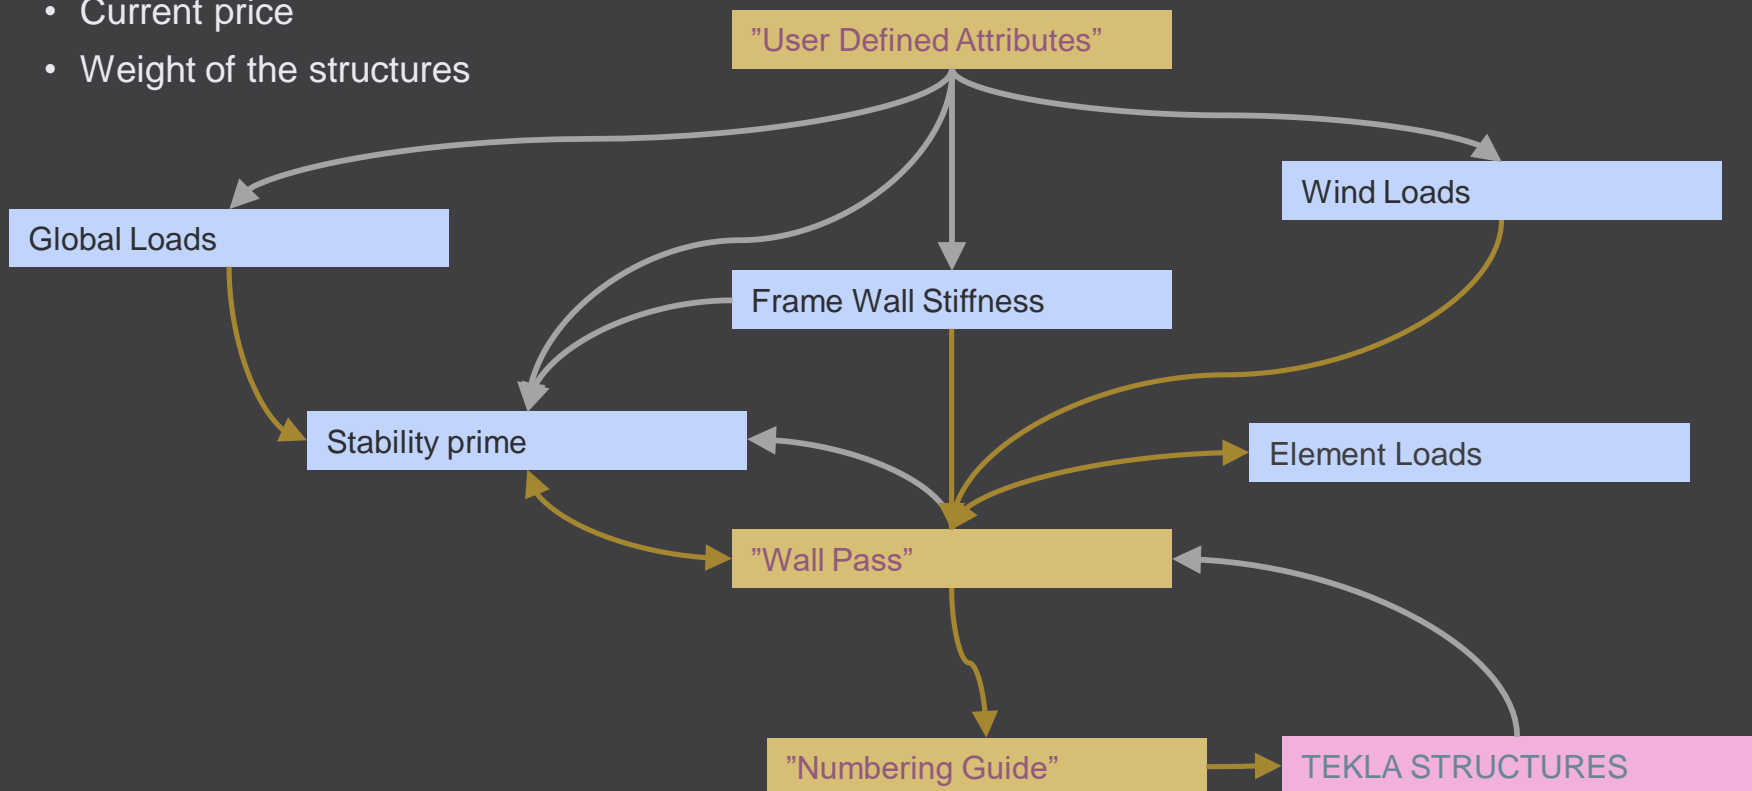 • Current price
• Weight of the structures
”User Defined Attributes”
Wind Loads
Global Loads
Frame Wall Stiffness
Stability prime
Element Loads
”Wall Pass”
”Numbering Guide”
TEKLA STRUCTURES